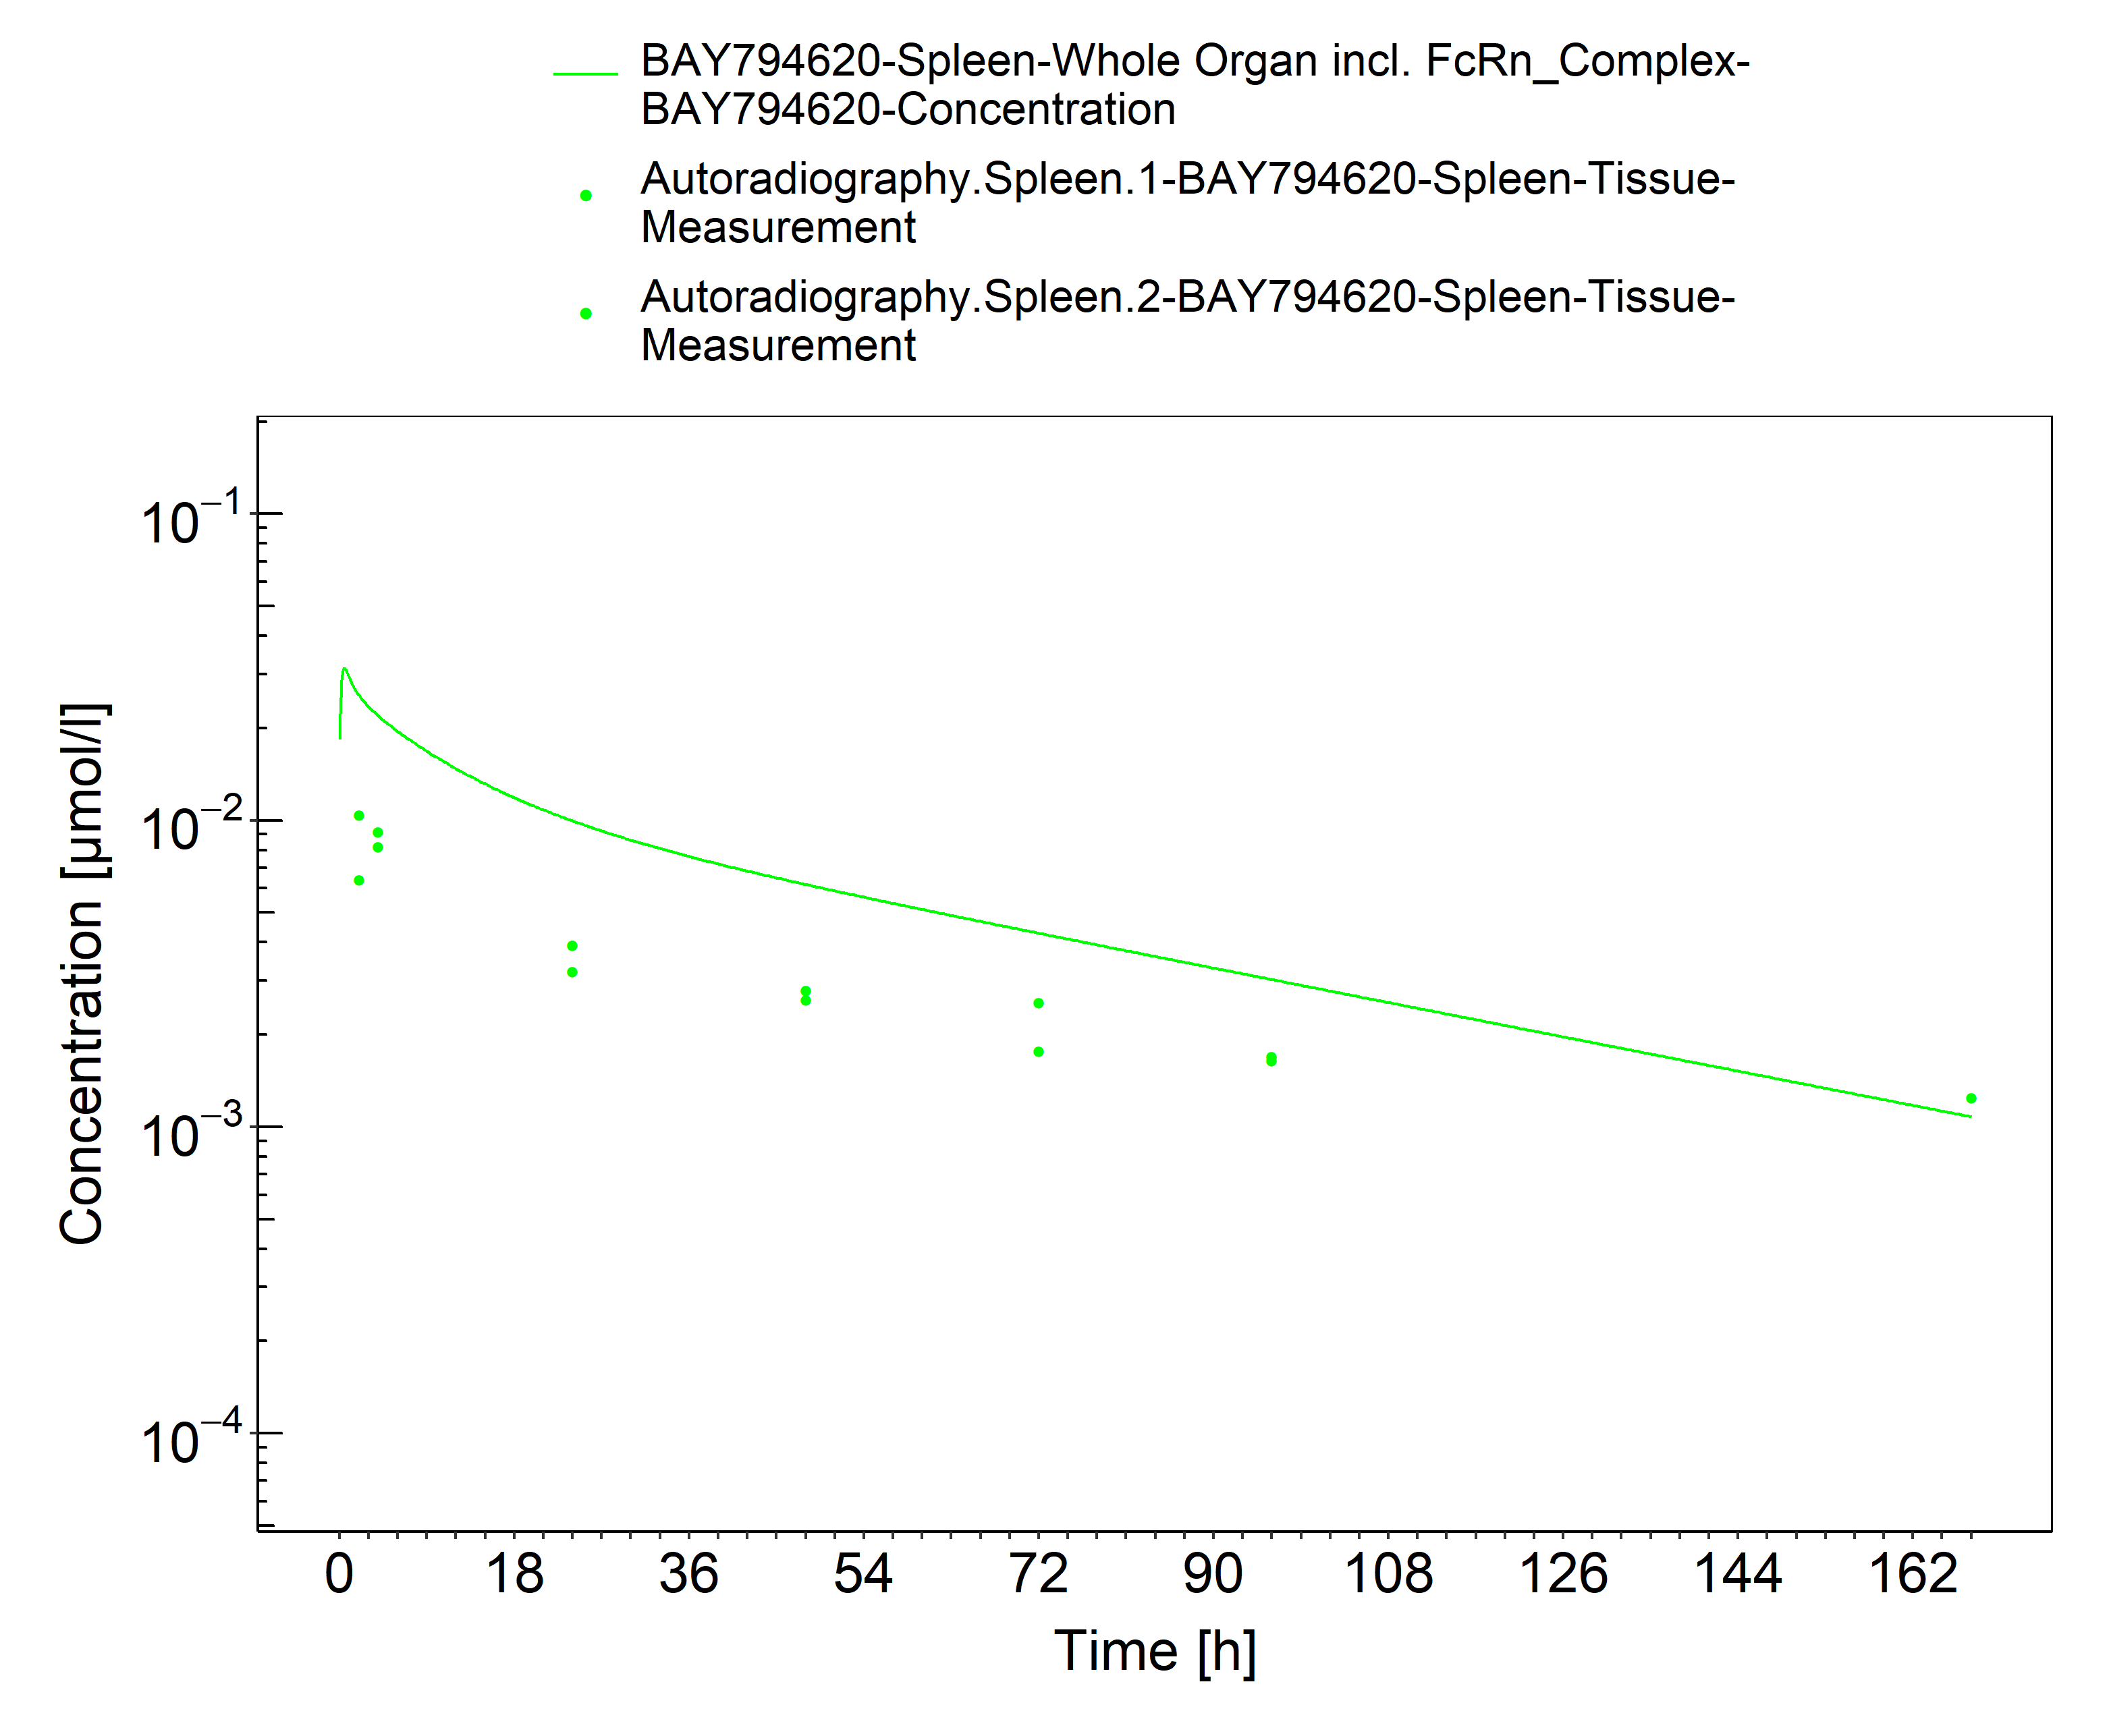 BAY794620-Spleen-Whole Organ incl. FcRn_Complex-
BAY794620-Concentration
Autoradiography.Spleen.1-BAY794620-Spleen-Tissue-
Measurement
Autoradiography.Spleen.2-BAY794620-Spleen-Tissue-
Measurement
10⁻¹
10⁻²
10⁻³
10⁻⁴
Concentration [µmol/l]
0 18 36 54 72 90 108 126 144 162
Time [h]